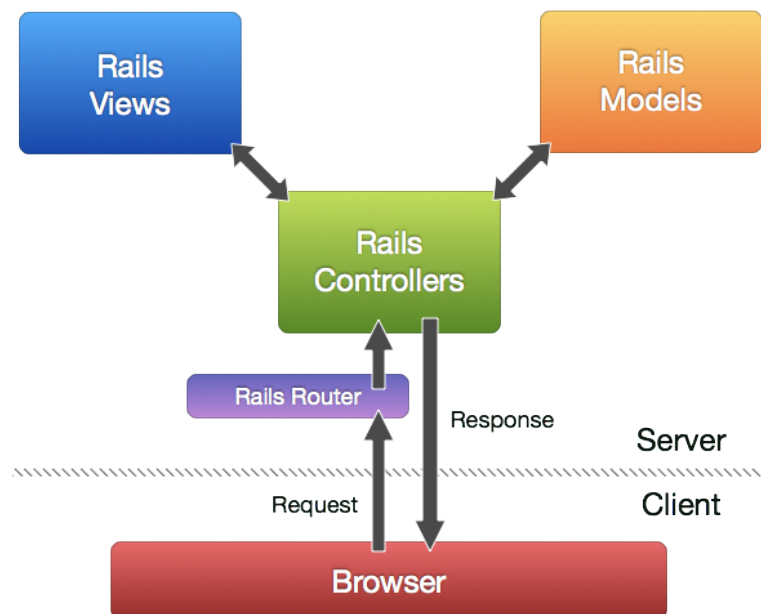 Rails
Views
Rails
Models
Rails
Controllers
Rails Router
Response
Server
Request
Client
Browser